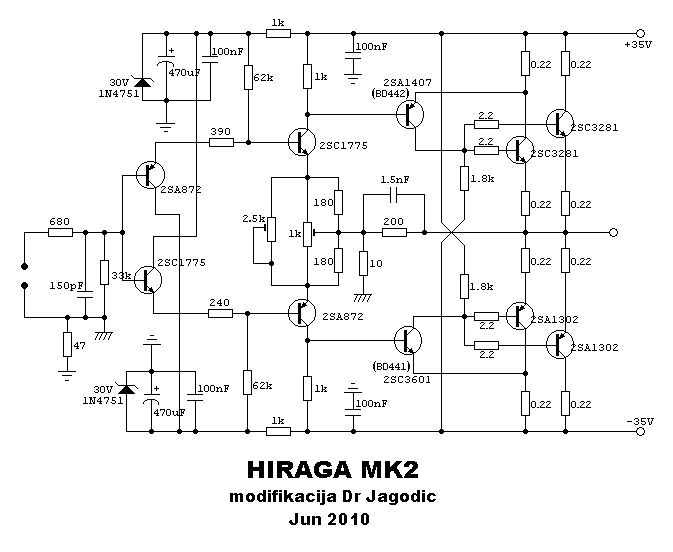 1k
+35V
100nF
100nF
0.22
0.22
30V
1N4751
470uF
+
62k
1k
2SA1407
(BD442)
2.2
2SC3281
390
2SC1775
2.2
2SC3281
2SA872
1.5nF
1.8k
680
2.5k
180
0.22
0.22
1k
200
2SC1775
33k
180
10
0.22
0.22
150pF
1.8k
240
2SA872
2.2
2SA1302
47
2.2
2SA1302
(BD441)
2SC3601
30V
1N4751
+
470uF
100nF
62k
1k
100nF
0.22
0.22
1k
-35V
HIRAGA MK2
modifikacija Dr Jagodic
Jun 2010